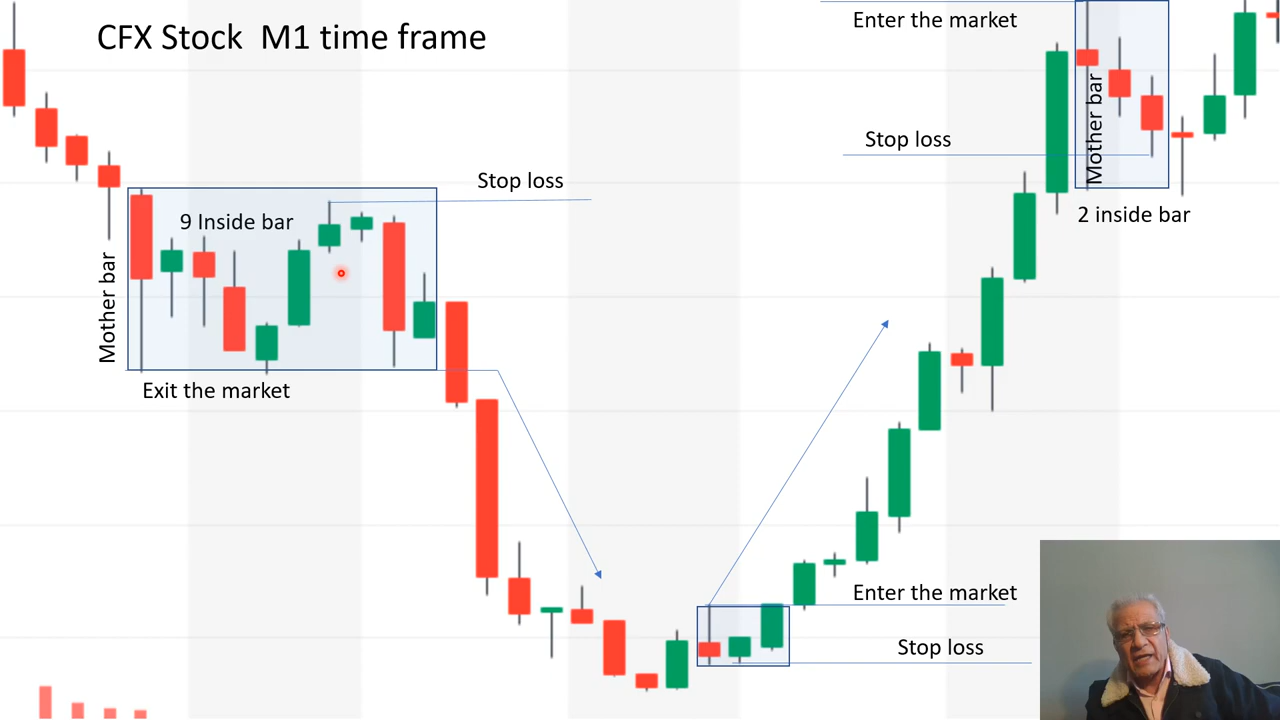 CFX Stock M1 time frame
Enter the market
Mother bar
Stop loss
Stop loss
2 inside bar
9 Inside bar
Mother bar
Exit the market
Enter the market
Stop loss